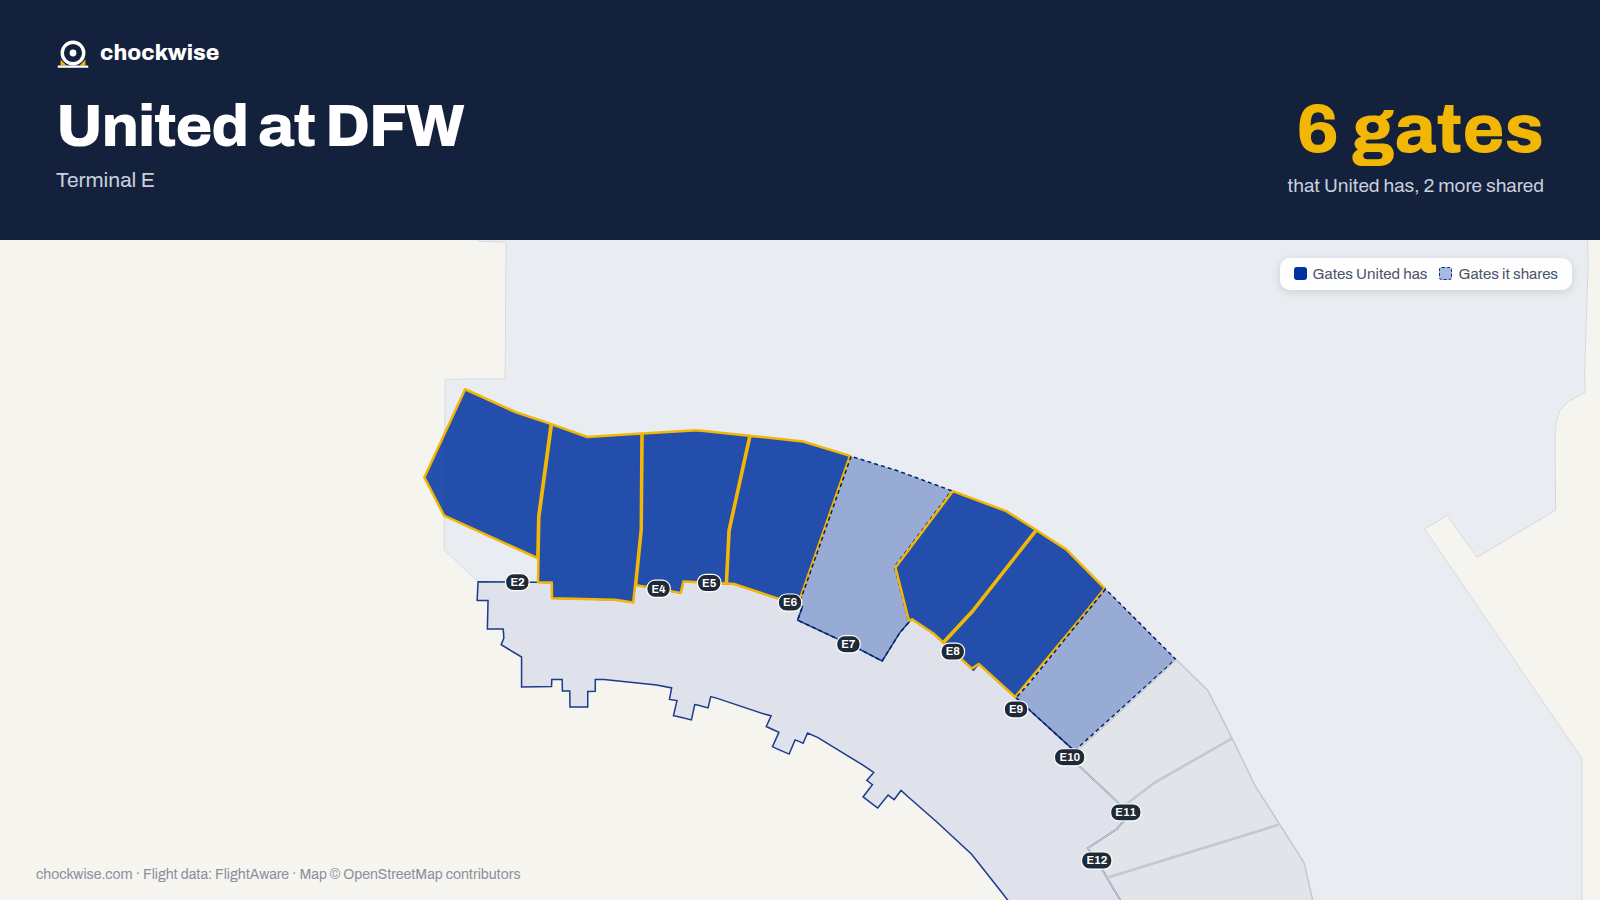 chockwise
United at DFW
Terminal E
6 gates
that United has, 2 more shared
Gates United has
Gates it shares
E2
E4
E5
E6
E7
E8
E9
E10
E11
E12
chockwise.com · Flight data: FlightAware · Map © OpenStreetMap contributors